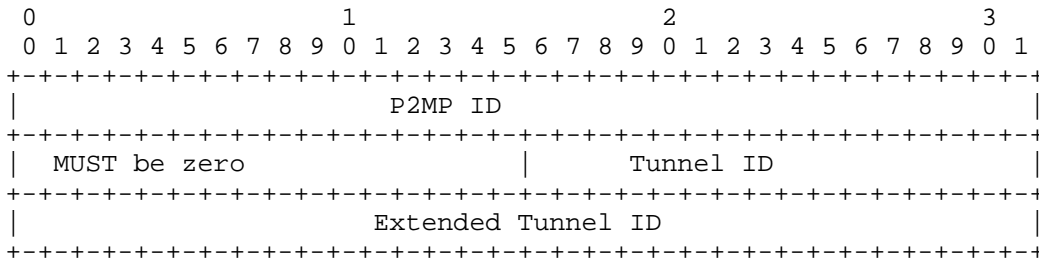 0                   1                   2                   3
 0 1 2 3 4 5 6 7 8 9 0 1 2 3 4 5 6 7 8 9 0 1 2 3 4 5 6 7 8 9 0 1
+-+-+-+-+-+-+-+-+-+-+-+-+-+-+-+-+-+-+-+-+-+-+-+-+-+-+-+-+-+-+-+-+
|                       P2MP ID                                 |
+-+-+-+-+-+-+-+-+-+-+-+-+-+-+-+-+-+-+-+-+-+-+-+-+-+-+-+-+-+-+-+-+
|  MUST be zero                 |      Tunnel ID                |
+-+-+-+-+-+-+-+-+-+-+-+-+-+-+-+-+-+-+-+-+-+-+-+-+-+-+-+-+-+-+-+-+
|                      Extended Tunnel ID                       |
+-+-+-+-+-+-+-+-+-+-+-+-+-+-+-+-+-+-+-+-+-+-+-+-+-+-+-+-+-+-+-+-+